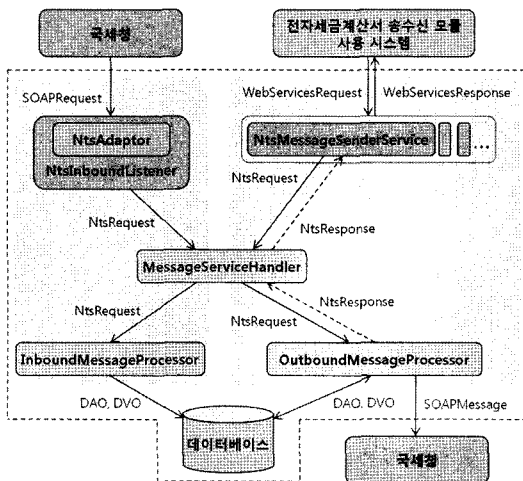 국세청
전자세금계산서 송수신 모듈
사용 시스템
SOAPRequest
WebServicesRequest
WebServicesResponse
NtsAdaptor
NtsInboundListener
NtsMessageSenderService
...
NtsRequest
NtsRequest
NtsResponse
MessageServiceHandler
NtsResponse
NtsRequest
NtsRequest
InboundMessageProcessor
OutboundMessageProcessor
DAO, DVO
DAO, DVO
SOAPMessage
데이터베이스
국세청